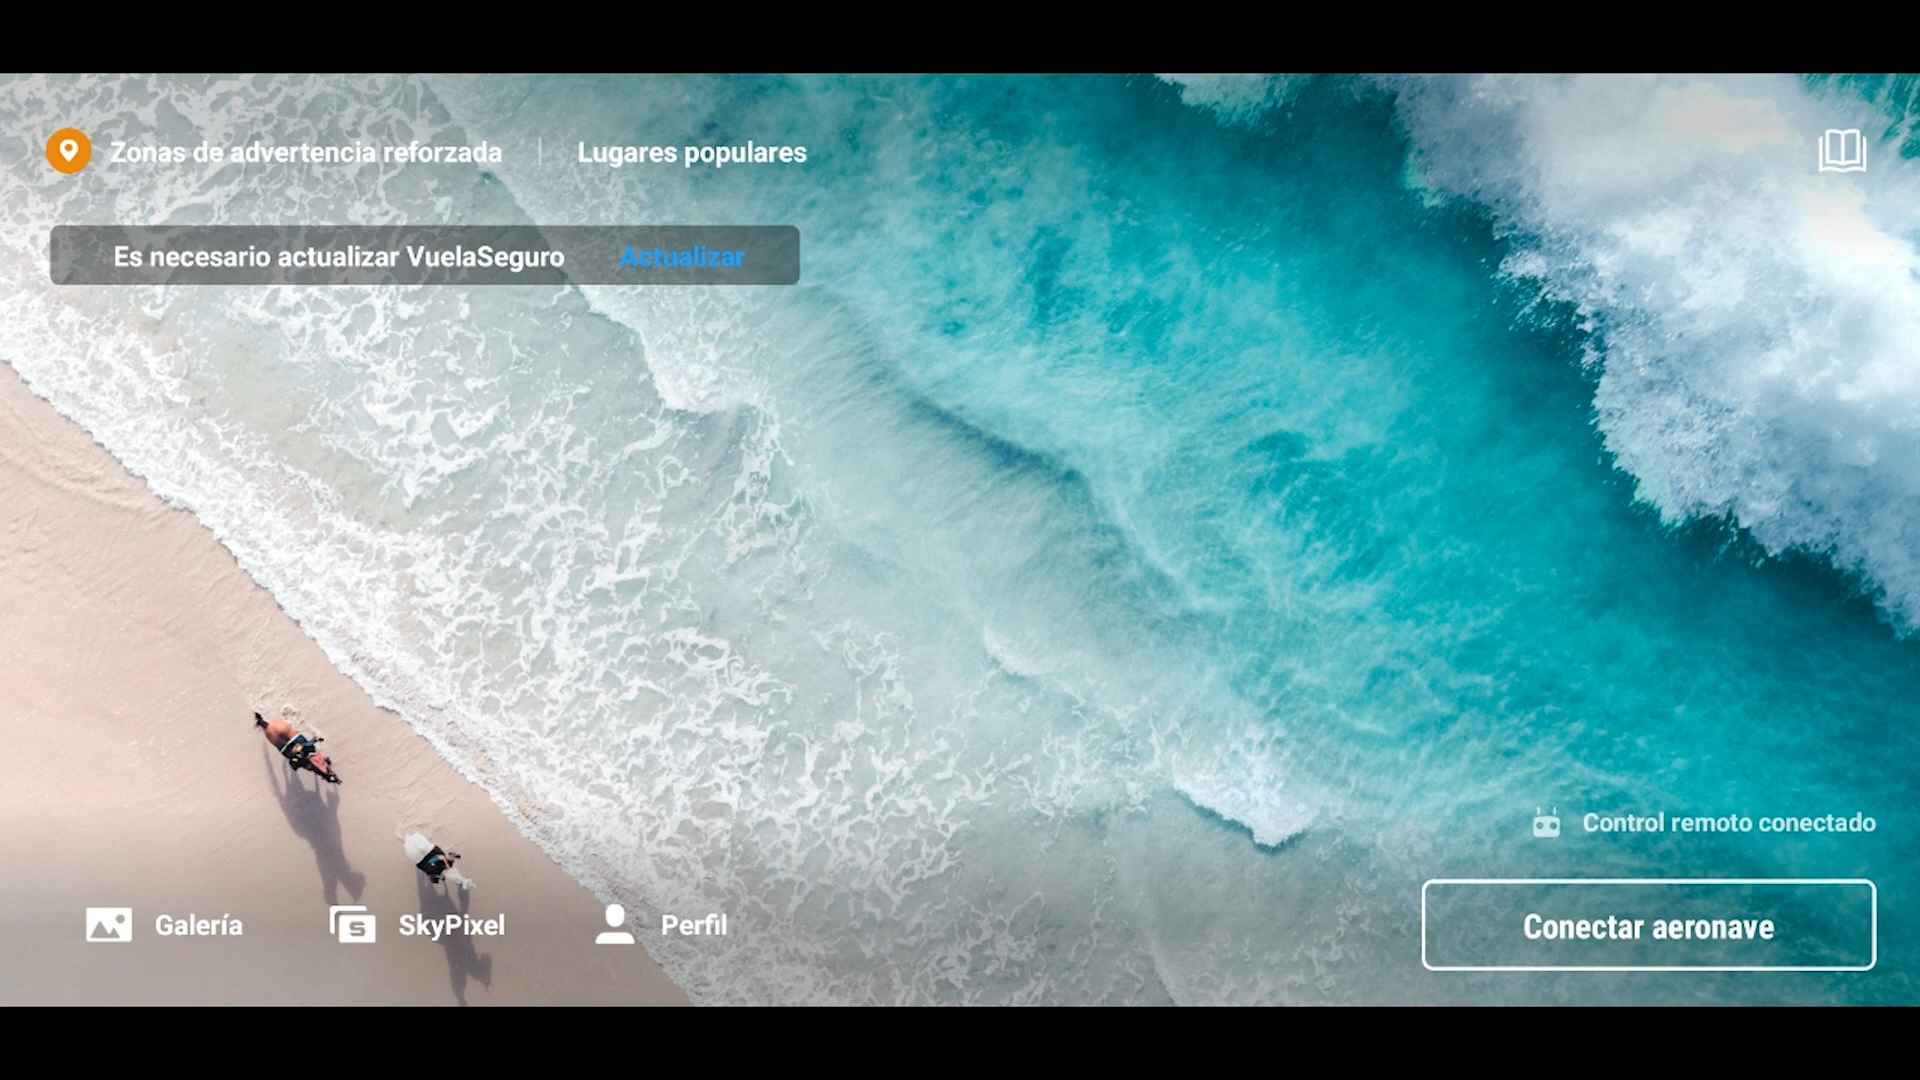 Zonas de advertencia reforzada | Lugares populares
Es necesario actualizar VuelaSeguro Actualizar
Control remoto conectado
Galería SkyPixel Perfil Conectar aeronave